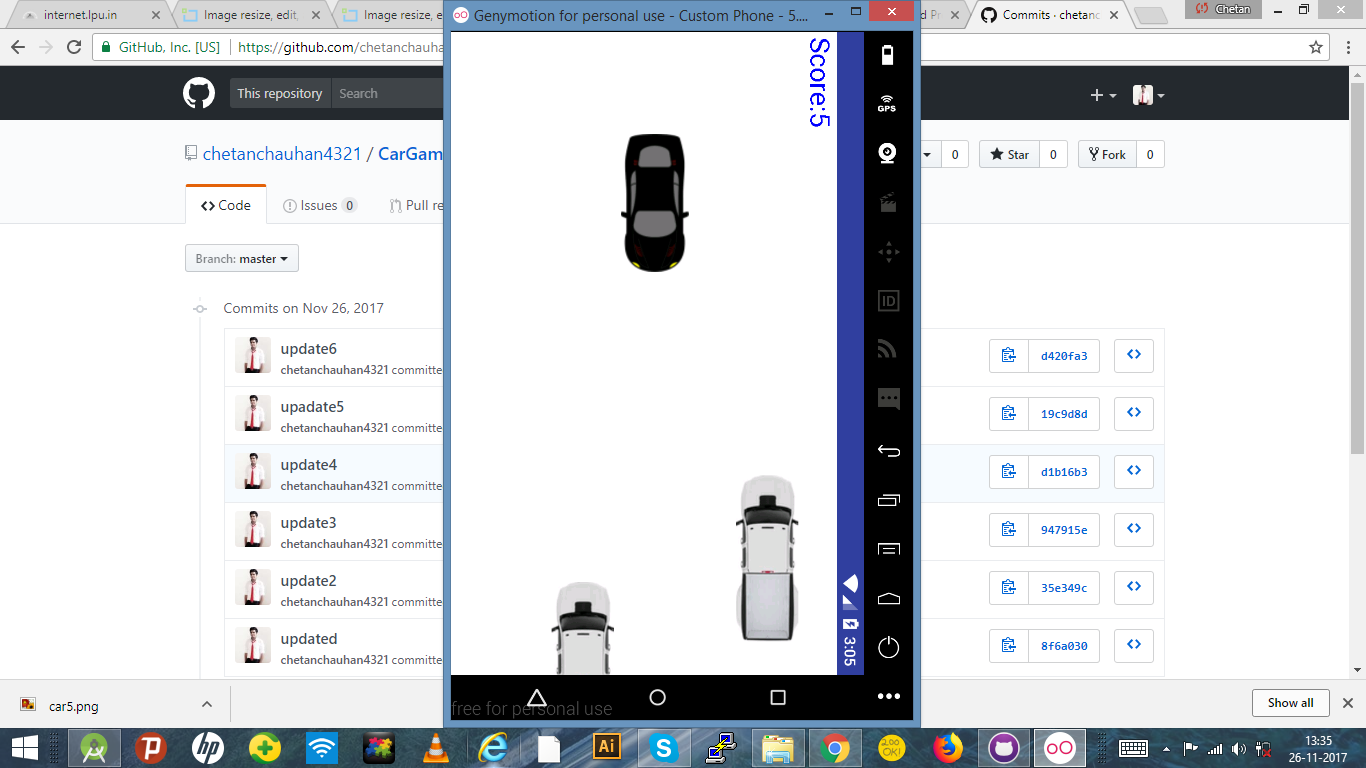 internet.lpu.in
Image resize, edit,
Image resize, e
Genymotion for personal use - Custom Phone - 5....
d Pr
Commits · chetanc
Chetan
GitHub, Inc. [US]
https://github.com/chetanchauha
This repository
Search
chetanchauhan4321 / CarGam
0
Star
0
Fork
0
Code
Issues 0
Pull re
Branch: master
Commits on Nov 26, 2017
update6
chetanchauhan4321 committe
d420fa3
upadate5
chetanchauhan4321 committe
19c9d8d
update4
chetanchauhan4321 committe
d1b16b3
update3
chetanchauhan4321 committe
947915e
update2
chetanchauhan4321 committe
35e349c
updated
chetanchauhan4321 committe
8f6a030
Score:5
GPS
ID
3:05
free for personal use
car5.png
Show all
hp
Ai
200
OK!
13:35
26-11-2017